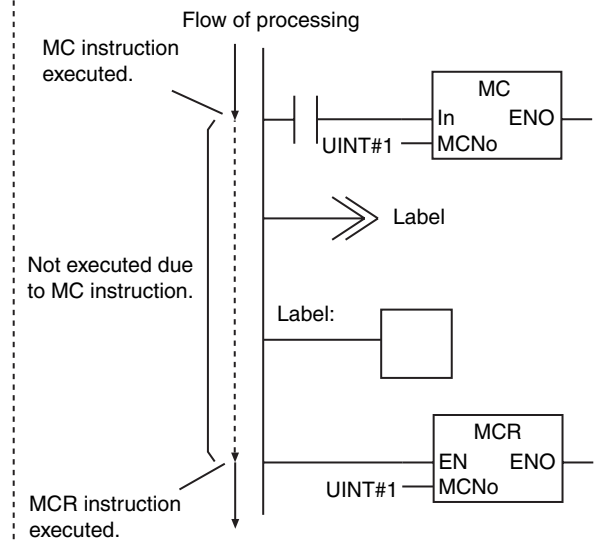 Flow of processing
MC instruction
executed.
MC
In ENO
UINT#1 MCNo
Label
Not executed due
to MC instruction.
Label:
MCR
EN ENO
UINT#1 MCNo
MCR instruction
executed.